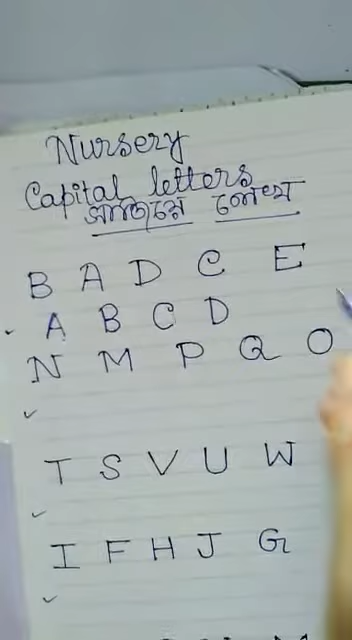 Nursery
Capital letters
সাজিয়ে লেখো
B A D C E
✓ A B C D
N M P Q O
✓
T S V U W
✓
I F H J G
✓